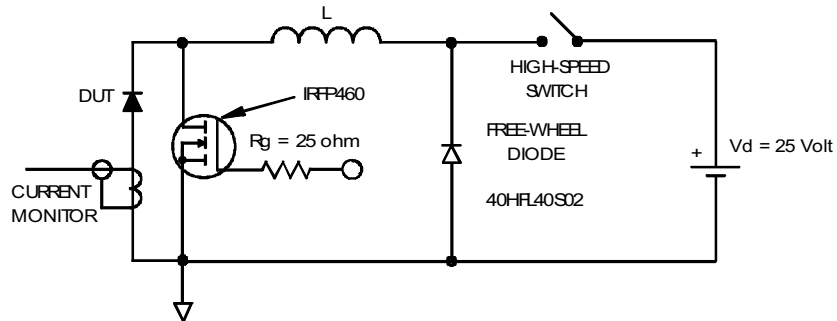 L
HIGH-SPEED
SWITCH
DUT
IRFP460
Rg = 25 ohm
FREE-WHEEL
DIODE
40HFL40S02
+
Vd = 25 Volt
CURRENT
MONITOR